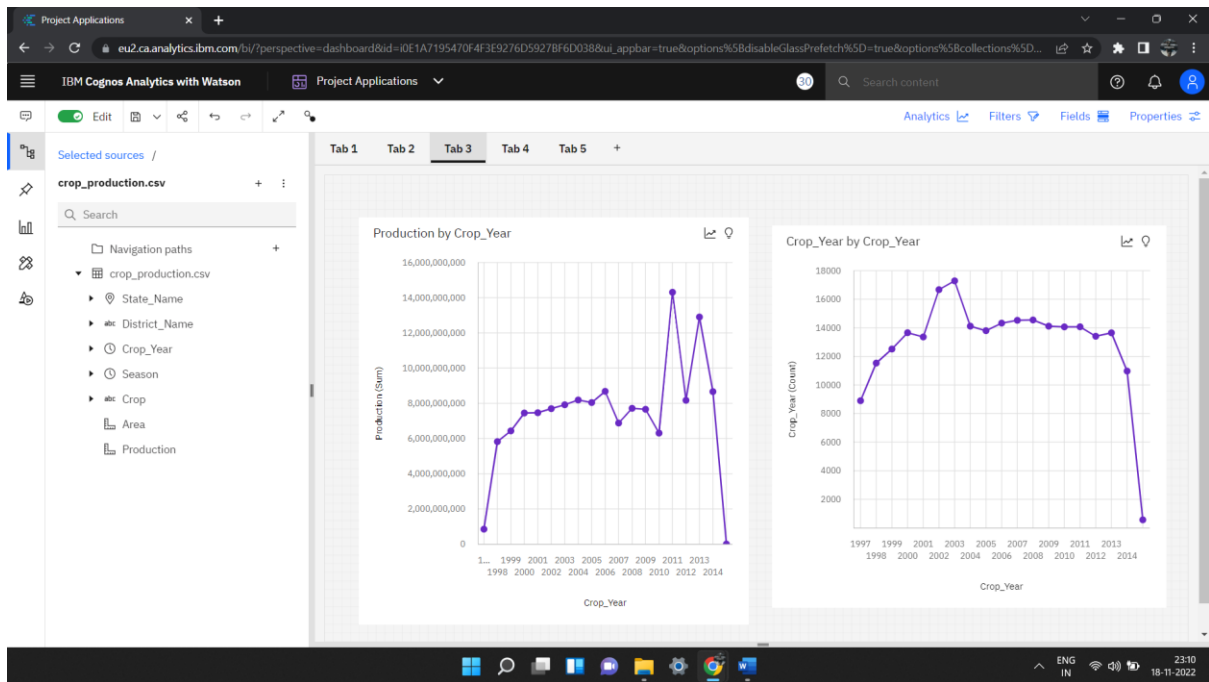 Project Applications
eu2.ca.analytics.ibm.com/bi/?perspective=dashboard&id=i0E1A7195470F4F3E9276D5927BF6D038&ui_appbar=true&options%5BdisableGlassPrefetch%5D=true&options%5Bcollections%5D...
IBM Cognos Analytics with Watson
Project Applications
30
Search content
Edit
Analytics
Filters
Fields
Properties
Selected sources /
Tab 1 Tab 2 Tab 3 Tab 4 Tab 5 +
crop_production.csv
Search
Navigation paths
crop_production.csv
State_Name
abc District_Name
Crop_Year
Season
abc Crop
Area
Production
Production by Crop_Year
16,000,000,000
14,000,000,000
12,000,000,000
10,000,000,000
8,000,000,000
6,000,000,000
4,000,000,000
2,000,000,000
0
Production (Sum)
1... 1999 2001 2003 2005 2007 2009 2011 2013
1998 2000 2002 2004 2006 2008 2010 2012 2014
Crop_Year
Crop_Year by Crop_Year
18000
16000
14000
12000
10000
8000
6000
4000
2000
Crop_Year (Count)
1997 1999 2001 2003 2005 2007 2009 2011 2013
1998 2000 2002 2004 2006 2008 2010 2012 2014
Crop_Year
ENG
IN
23:10
18-11-2022